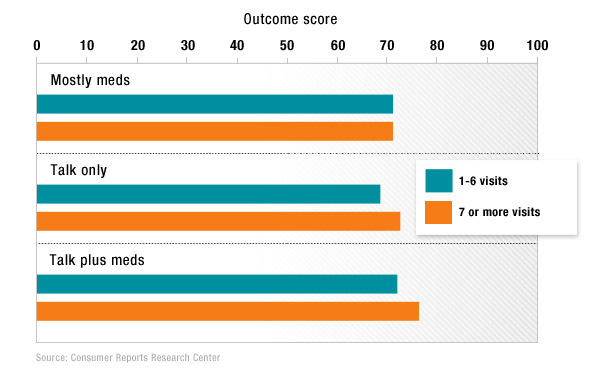 Outcome score
0 10 20 30 40 50 60 70 80 90 100
Mostly meds
Talk only
1-6 visits
7 or more visits
Talk plus meds
Source: Consumer Reports Research Center